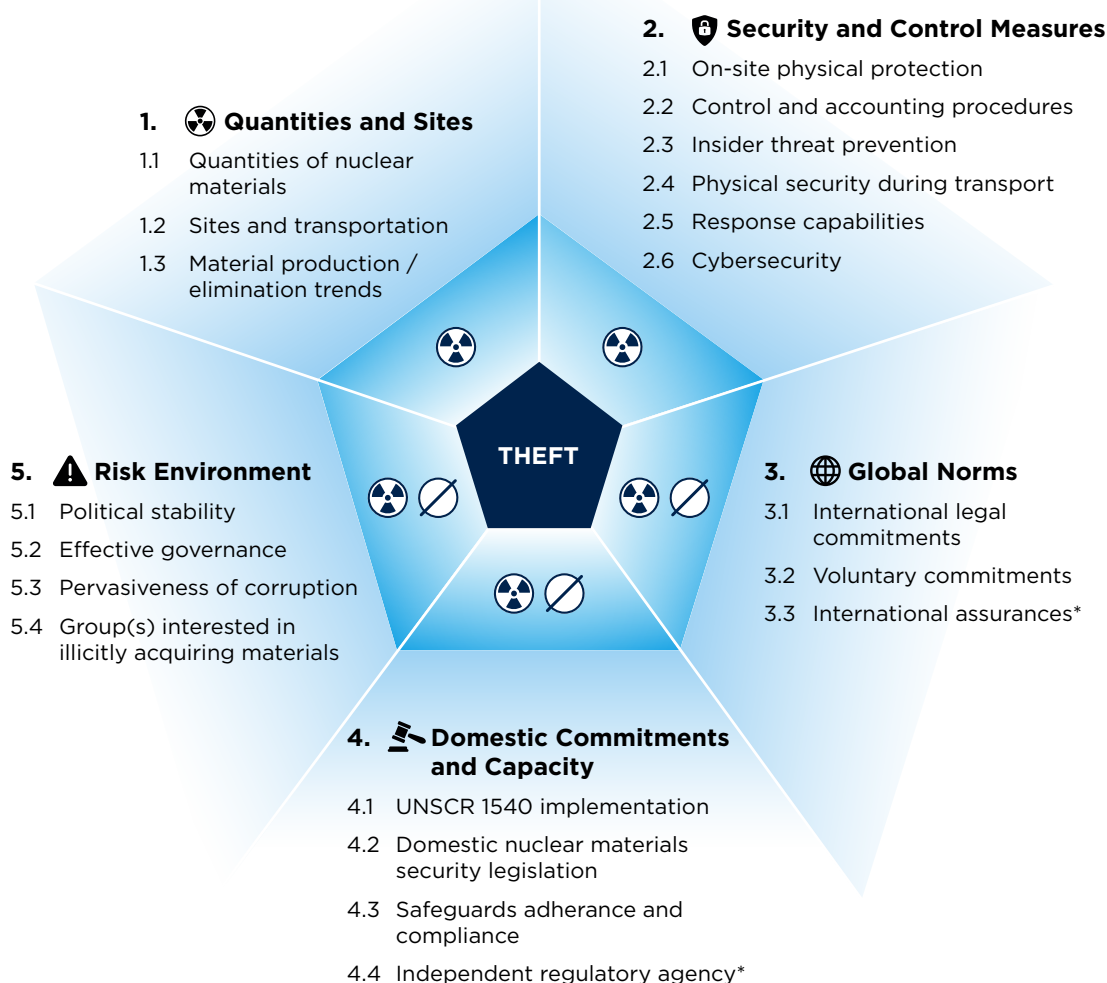 1. Quantities and Sites
1.1 Quantities of nuclear
materials
1.2 Sites and transportation
1.3 Material production /
elimination trends
2. Security and Control Measures
2.1 On-site physical protection
2.2 Control and accounting procedures
2.3 Insider threat prevention
2.4 Physical security during transport
2.5 Response capabilities
2.6 Cybersecurity
THEFT
3. Global Norms
3.1 International legal
commitments
3.2 Voluntary commitments
3.3 International assurances*
4. Domestic Commitments
and Capacity
4.1 UNSCR 1540 implementation
4.2 Domestic nuclear materials
security legislation
4.3 Safeguards adherance and
compliance
4.4 Independent regulatory agency*
5. Risk Environment
5.1 Political stability
5.2 Effective governance
5.3 Pervasiveness of corruption
5.4 Group(s) interested in
illicitly acquiring materials